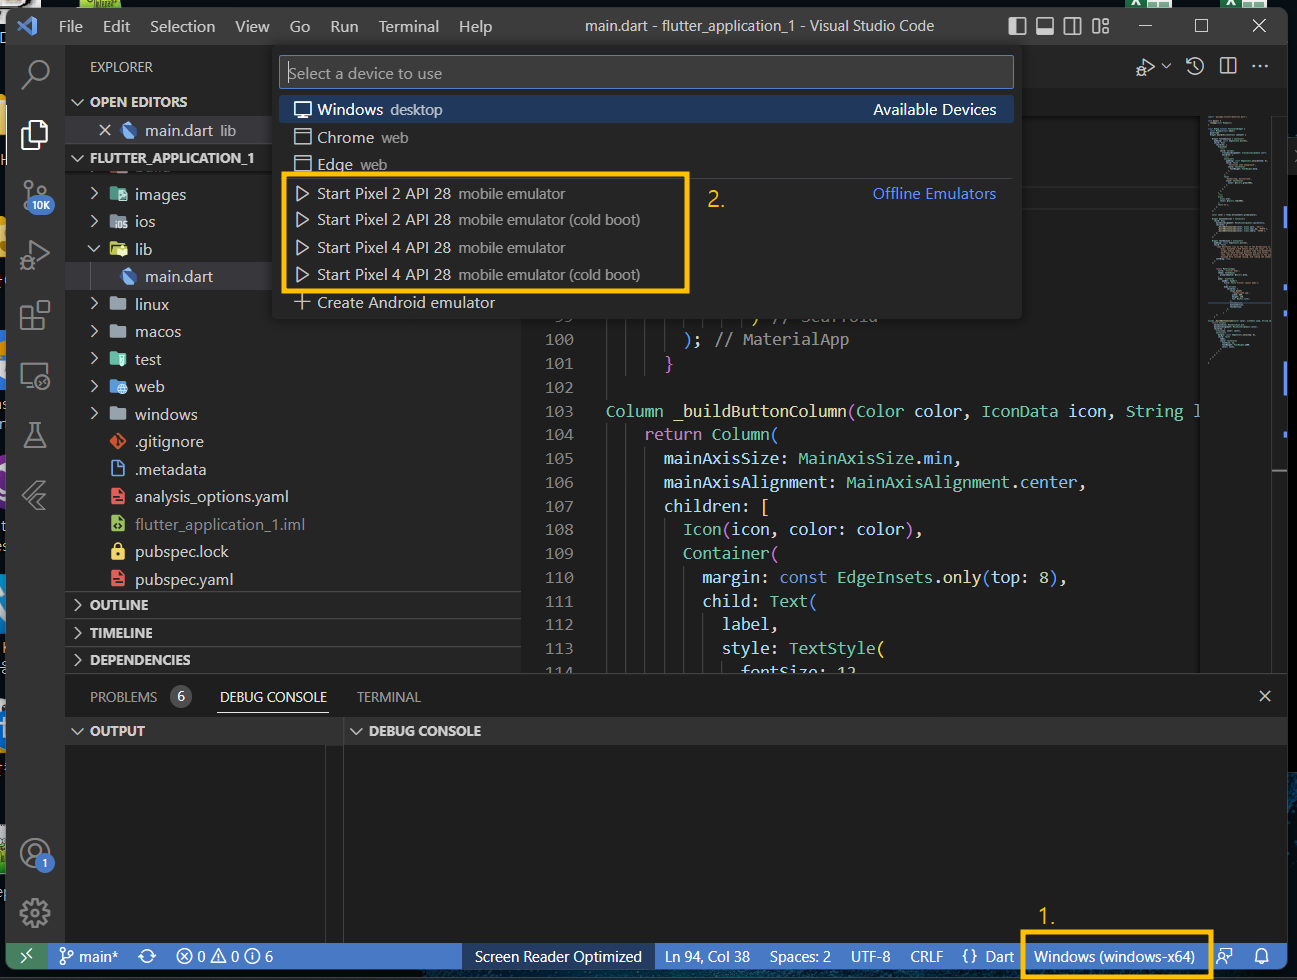 File Edit Selection View Go Run Terminal Help
main.dart - flutter_application_1 - Visual Studio Code
EXPLORER
Select a device to use
OPEN EDITORS
Windows desktop Available Devices
main.dart lib
Chrome web
FLUTTER_APPLICATION_1
Edge web
images
Start Pixel 2 API 28 mobile emulator
2.
Offline Emulators
ios
Start Pixel 2 API 28 mobile emulator (cold boot)
lib
Start Pixel 4 API 28 mobile emulator
main.dart
Start Pixel 4 API 28 mobile emulator (cold boot)
linux
Create Android emulator
macos
test
web
windows
.gitignore
.metadata
analysis_options.yaml
flutter_application_1.iml
pubspec.lock
pubspec.yaml
OUTLINE
TIMELINE
DEPENDENCIES
10K
1
99 ) // Scaffold
100 ); // MaterialApp
101 }
102
103 Column _buildButtonColumn(Color color, IconData icon, String l
104 return Column(
105 mainAxisSize: MainAxisSize.min,
106 mainAxisAlignment: MainAxisAlignment.center,
107 children: [
108 Icon(icon, color: color),
109 Container(
110 margin: const EdgeInsets.only(top: 8),
111 child: Text(
112 label,
113 style: TextStyle(
114 fontSize: 12
PROBLEMS 6 DEBUG CONSOLE TERMINAL
OUTPUT
DEBUG CONSOLE
1.
main* 0 0 6 Screen Reader Optimized Ln 94, Col 38 Spaces: 2 UTF-8 CRLF {} Dart Windows (windows-x64)